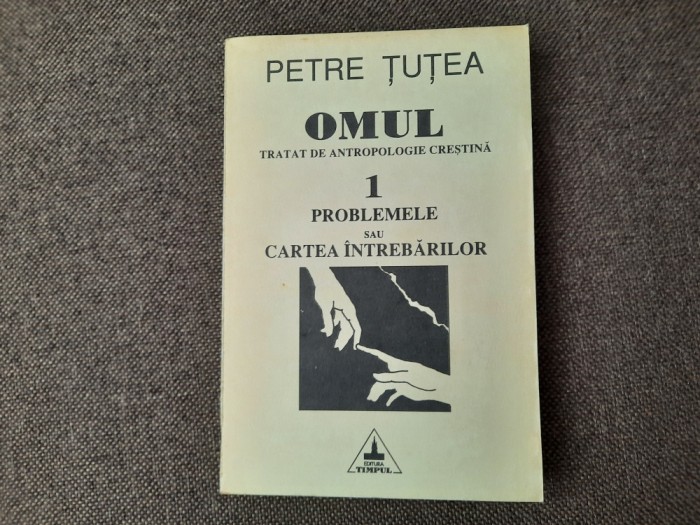 PETRE ȚUȚEA
OMUL
TRATAT DE ANTROPOLOGIE CREȘTINĂ
1
PROBLEMELE
SAU
CARTEA ÎNTREBĂRILOR
EDITURA
TIMPUL